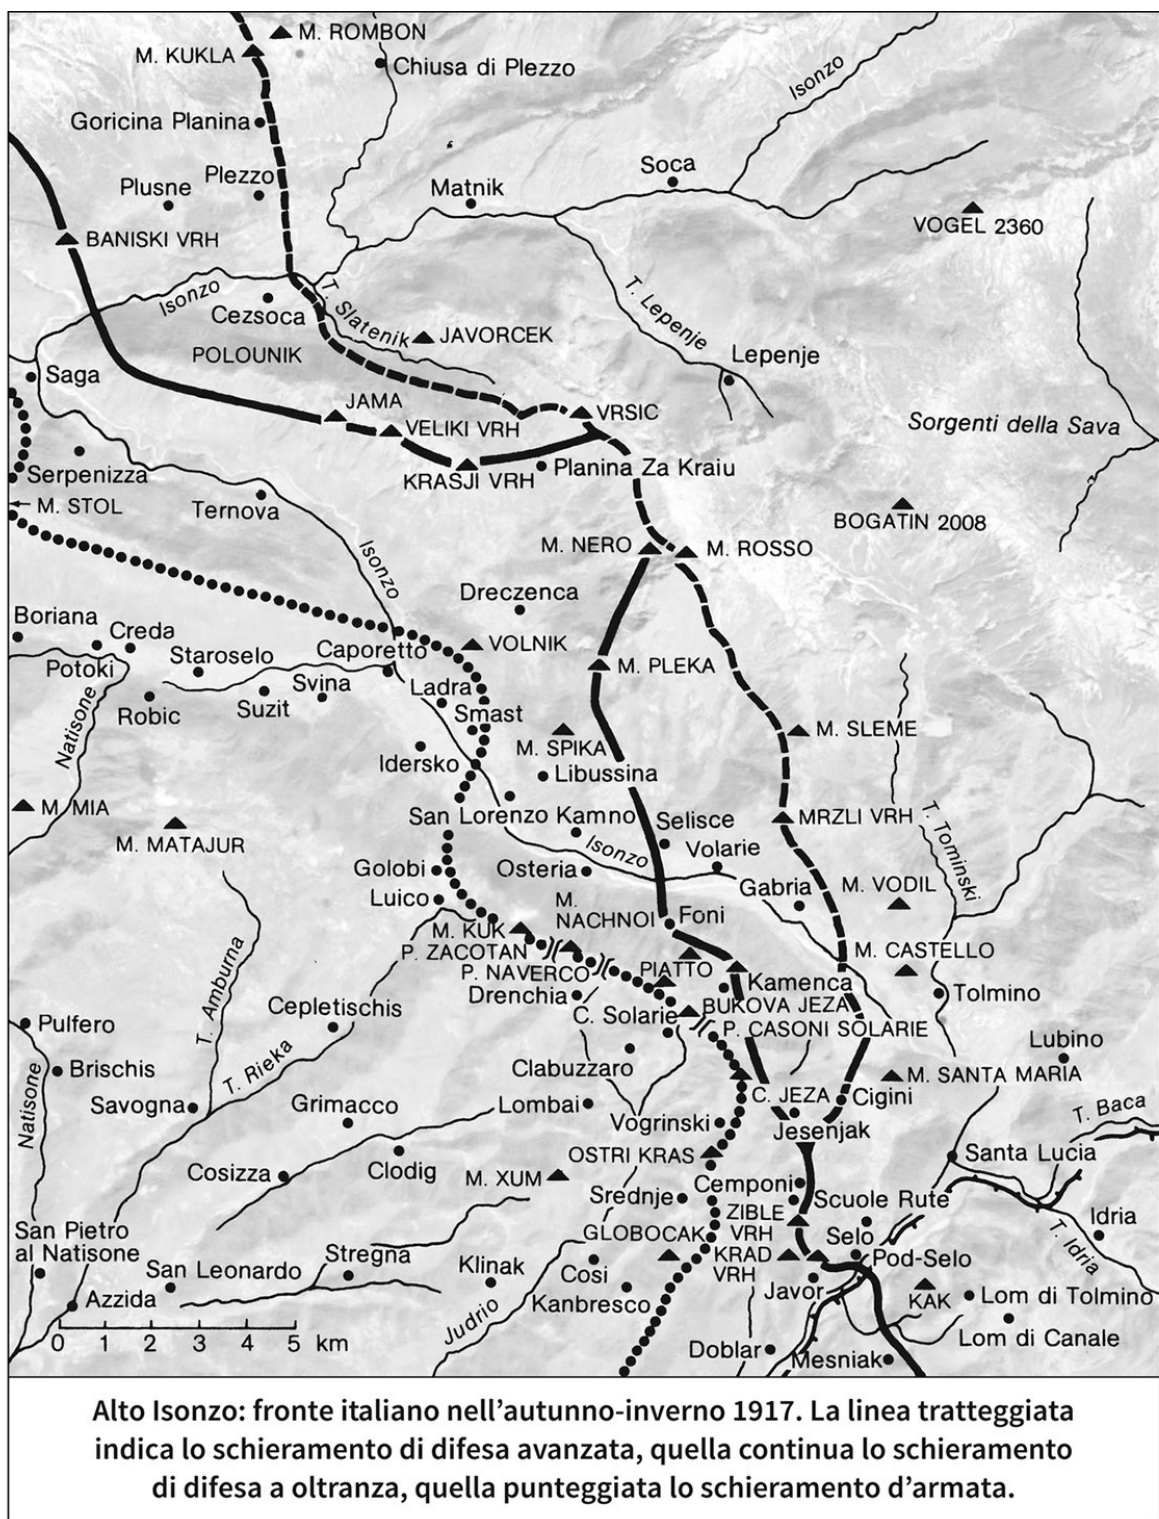 M. ROMBON
M. KUKLA
Chiusa di Plezzo
Isonzo
Goricina Planina
Soca
Plezzo
Plusne
Matnik
VOGEL 2360
BANISKI VRH
Isonzo
T. Slatenik
T. Lepenje
Cezsoca
JAVORCEK
POLOUNIK
Lepenje
Saga
JAMA
VRSIC
VELIKI VRH
Sorgenti della Sava
Serpenizza
KRASJI VRH
Planina Za Kraiu
M. STOL
Ternova
BOGATIN 2008
Isonzo
M. NERO
M. ROSSO
Dreczenca
Boriana
Creda
Staroselo
Caporetto
VOLNIK
Potoki
M. PLEKA
Svina
Ladra
Robic
Suzit
Smast
Natisone
M. SLEME
M. SPIKA
Idersko
Libussina
M. MIA
San Lorenzo
Kamno
Selisce
MRZLI VRH
T. Tominski
M. MATAJUR
Isonzo
Volarie
Golobi
Osteria
Gabria
M. VODIL
Luico
M.
NACHNOI
Foni
M. KUK
M. CASTELLO
P. ZACOTAN
P. NAVERCO
PIATTO
Kamenca
Tolmino
T. Amburna
Drenchia
BUKOVA JEZA
Cepletischis
C. Solarie
P. CASONI SOLARIE
Pulfero
Lubino
Brischis
T. Rieka
Clabuzzaro
M. SANTA MARIA
Natisone
Savogna
Grimacco
Lombai
C. JEZA
Cigini
T. Baca
Vogrinski
Jesenjak
Santa Lucia
Cosizza
Clodig
OSTRI KRAS
M. XUM
Cemponi
Srednje
Scuole Rute
ZIBLE
VRH
Idria
San Pietro
al Natisone
GLOBOCAK
Selo
T. Idria
Stregna
KRAD
VRH
Pod-Selo
San Leonardo
Klinak
Cosi
Javor
KAK
Lom di Tolmino
Azzida
Kanbresco
Judrio
Lom di Canale
0 1 2 3 4 5 km
Doblar
Mesniak
Alto Isonzo: fronte italiano nell’autunno-inverno 1917. La linea tratteggiata
indica lo schieramento di difesa avanzata, quella continua lo schieramento
di difesa a oltranza, quella punteggiata lo schieramento d’armata.